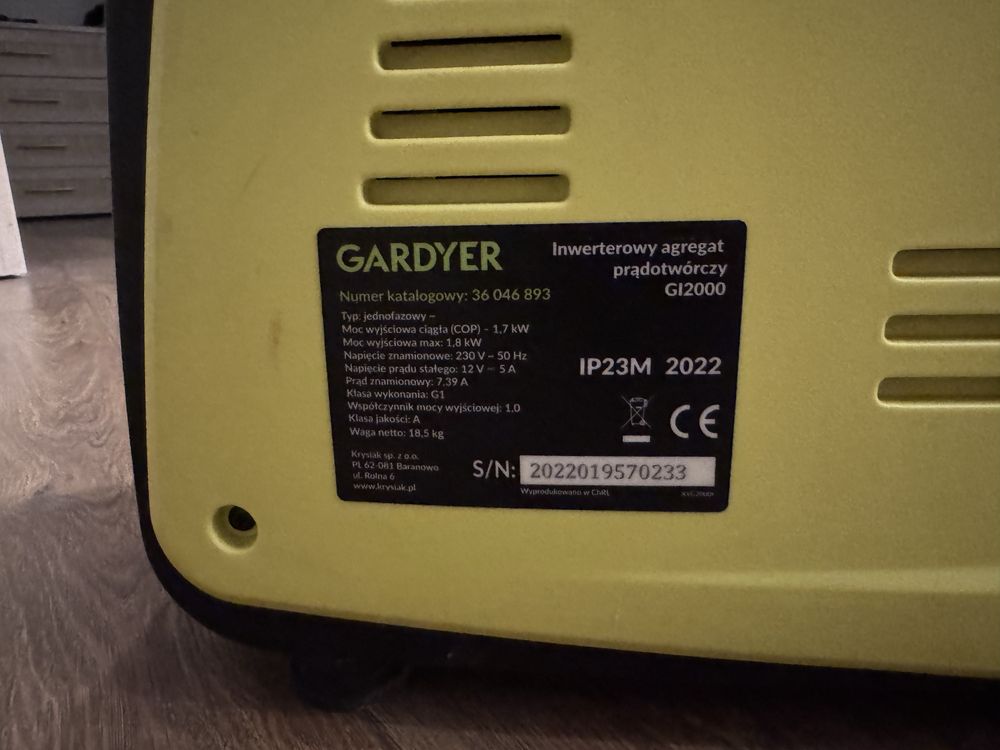 GARDYER
Inwerterowy agregat
prądotwórczy
GI2000
Numer katalogowy: 36 046 893
Typ: jednofazowy ~
Moc wyjściowa ciągła (COP) - 1,7 kW
Moc wyjściowa max: 1,8 kW
Napięcie znamionowe: 230 V ~ 50 Hz
Napięcie prądu stałego: 12 V ⎓ 5 A
Prąd znamionowy: 7,39 A
Klasa wykonania: G1
Współczynnik mocy wyjściowej: 1.0
Klasa jakości: A
Waga netto: 18,5 kg
IP23M 2022
CE
Krysiak sp. z o.o.
PL 62-081 Baranowo
ul. Rolna 6
www.krysiak.pl
S/N: 2022019570233
Wyprodukowano w ChRL